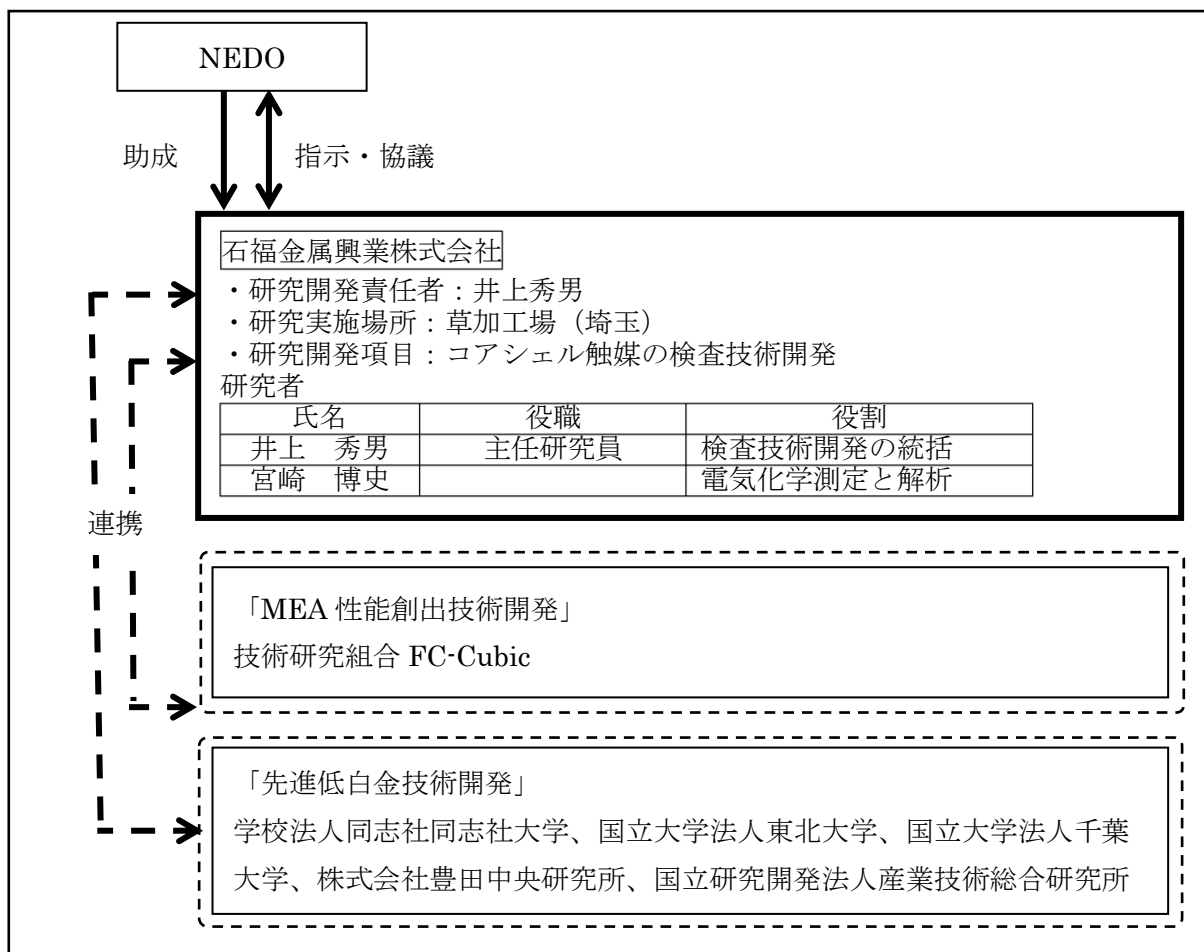 NEDO
助成
指示・協議
石福金属興業株式会社
・研究開発責任者：井上秀男
・研究実施場所：草加工場（埼玉）
・研究開発項目：コアシェル触媒の検査技術開発
研究者
氏名 役職 役割
井上　秀男 主任研究員 検査技術開発の統括
宮崎　博史 電気化学測定と解析
連携
「MEA 性能創出技術開発」
技術研究組合 FC-Cubic
「先進低白金技術開発」
学校法人同志社同志社大学、国立大学法人東北大学、国立大学法人千葉
大学、株式会社豊田中央研究所、国立研究開発法人産業技術総合研究所